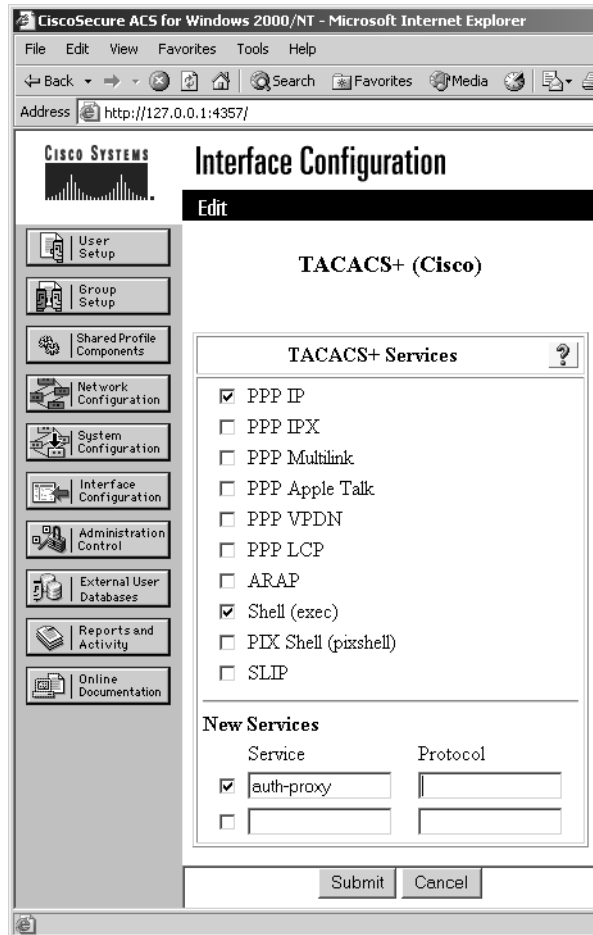 CiscoSecure ACS for Windows 2000/NT - Microsoft Internet Explorer
File Edit View Favorites Tools Help
Back Search Favorites Media
Address http://127.0.0.1:4357/
CISCO SYSTEMS
Interface Configuration
Edit
User Setup
Group Setup
Shared Profile Components
Network Configuration
System Configuration
Interface Configuration
Administration Control
External User Databases
Reports and Activity
Online Documentation
TACACS+ (Cisco)
TACACS+ Services ?
PPP IP
PPP IPX
PPP Multilink
PPP Apple Talk
PPP VPDN
PPP LCP
ARAP
Shell (exec)
PIX Shell (pixshell)
SLIP
New Services
Service Protocol
auth-proxy
Submit Cancel